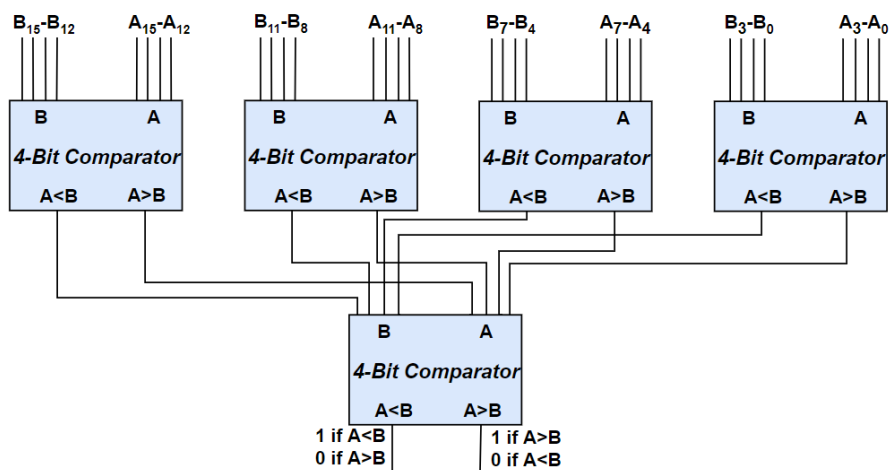 B₁₅-B₁₂ A₁₅-A₁₂ B₁₁-B₈ A₁₁-A₈ B₇-B₄ A₇-A₄ B₃-B₀ A₃-A₀
B A B A B A B A
4-Bit Comparator 4-Bit Comparator 4-Bit Comparator 4-Bit Comparator
A<B A>B A<B A>B A<B A>B A<B A>B
B A
4-Bit Comparator
A<B A>B
1 if A<B 1 if A>B
0 if A>B 0 if A<B